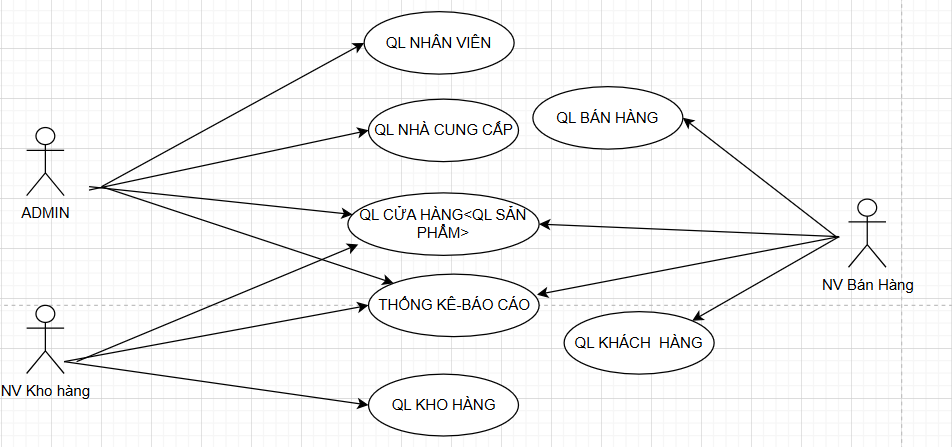 QL NHÂN VIÊN
QL NHÀ CUNG CẤP
QL BÁN HÀNG
ADMIN
QL CỬA HÀNG<QL SẢN
PHẨM>
NV Bán Hàng
THỐNG KÊ-BÁO CÁO
QL KHÁCH  HÀNG
NV Kho hàng
QL KHO HÀNG